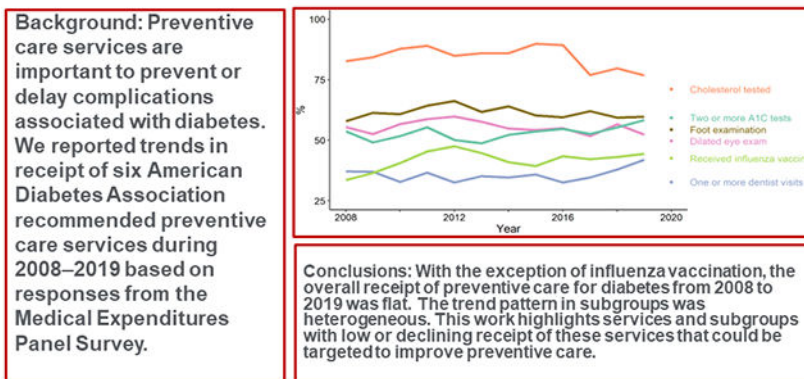 Background: Preventive
care services are
important to prevent or
delay complications
associated with diabetes.
We reported trends in
receipt of six American
Diabetes Association
recommended preventive
care services during
2008–2019 based on
responses from the
Medical Expenditures
Panel Survey.
100
75
50
25
%
2008
2012
2016
2020
Year
Cholesterol tested
Two or more A1C tests
Foot examination
Dilated eye exam
Received influenza vaccin
One or more dentist visits
Conclusions: With the exception of influenza vaccination, the
overall receipt of preventive care for diabetes from 2008 to
2019 was flat. The trend pattern in subgroups was
heterogeneous. This work highlights services and subgroups
with low or declining receipt of these services that could be
targeted to improve preventive care.